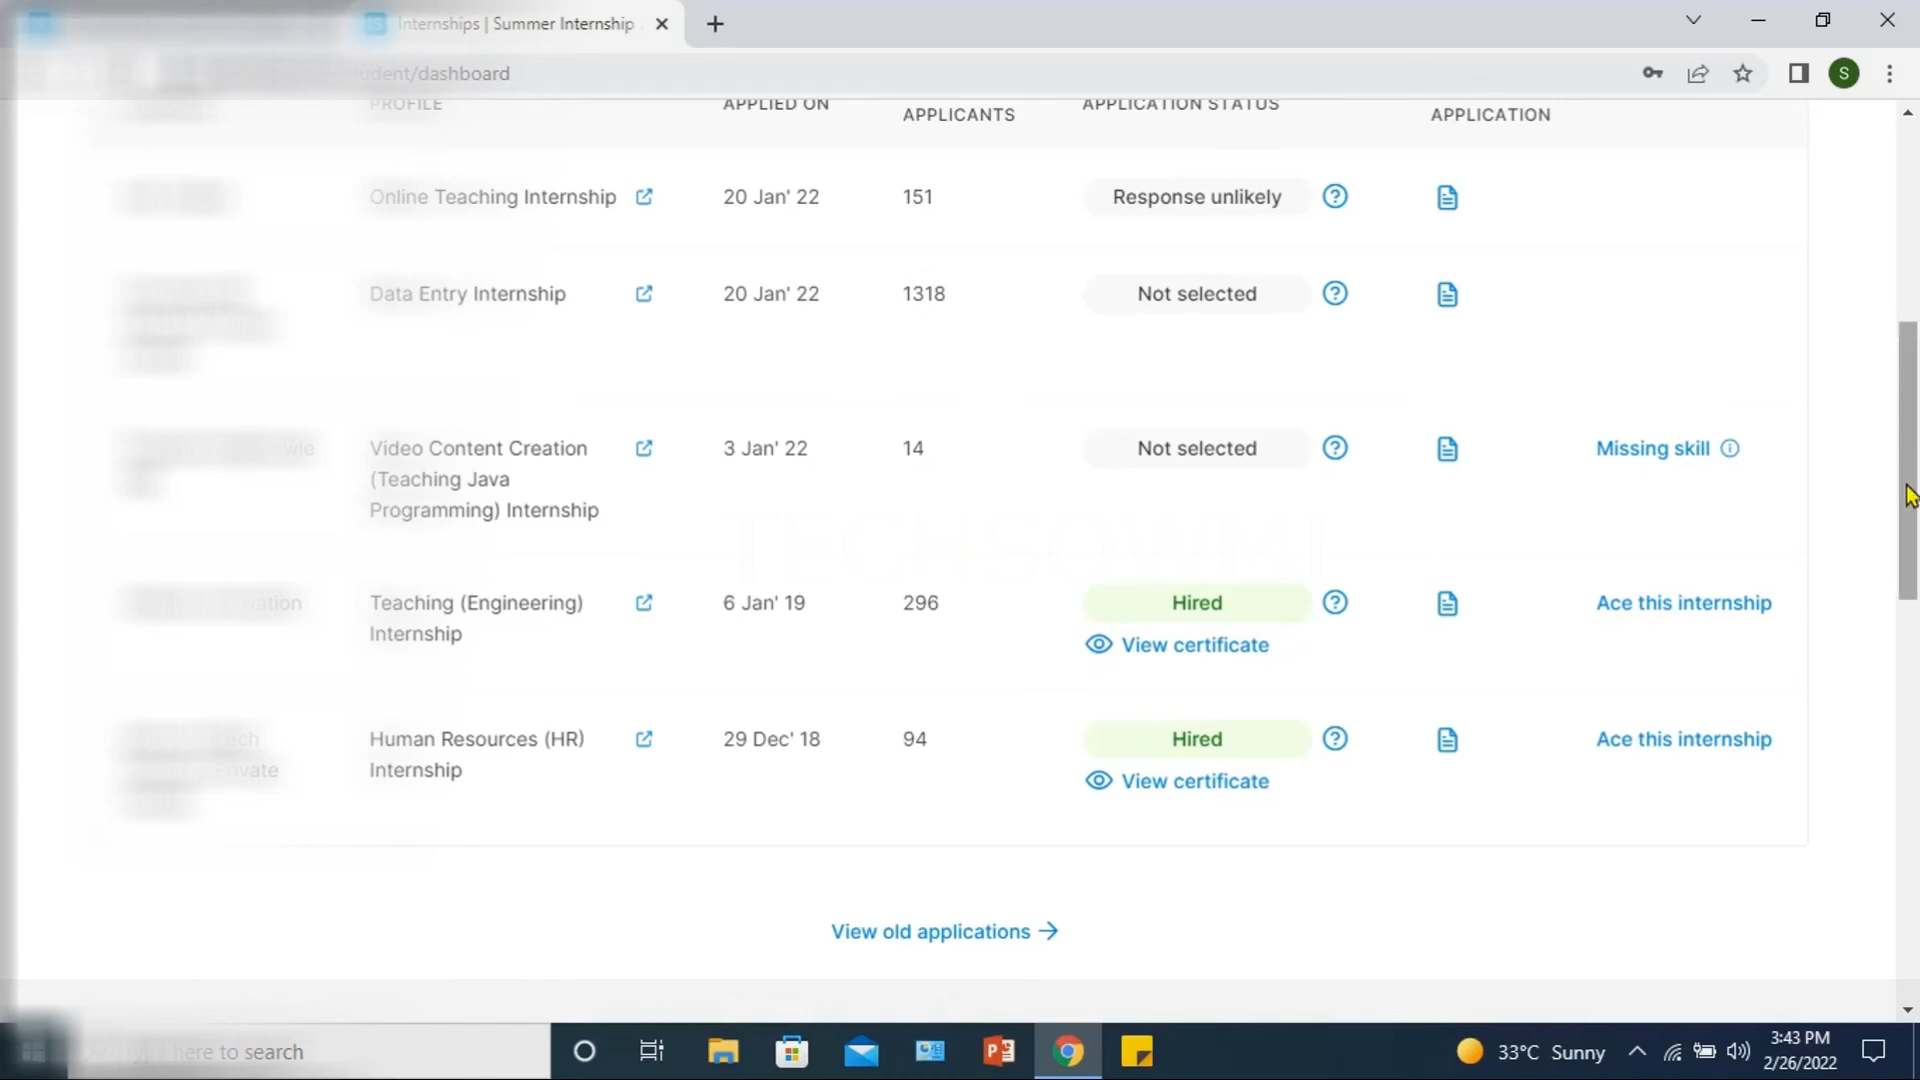 Internships | Summer Internship
udent/dashboard
S
PROFILE
APPLIED ON
APPLICANTS
APPLICATION STATUS
APPLICATION
Online Teaching Internship 20 Jan' 22 151 Response unlikely
Data Entry Internship 20 Jan' 22 1318 Not selected
Video Content Creation 3 Jan' 22 14 Not selected Missing skill
(Teaching Java
Programming) Internship
TECHSOWMI
Teaching (Engineering) 6 Jan' 19 296 Hired Ace this internship
Internship
View certificate
Human Resources (HR) 29 Dec' 18 94 Hired Ace this internship
Private Internship
View certificate
View old applications
here to search
33°C Sunny
3:43 PM
2/26/2022